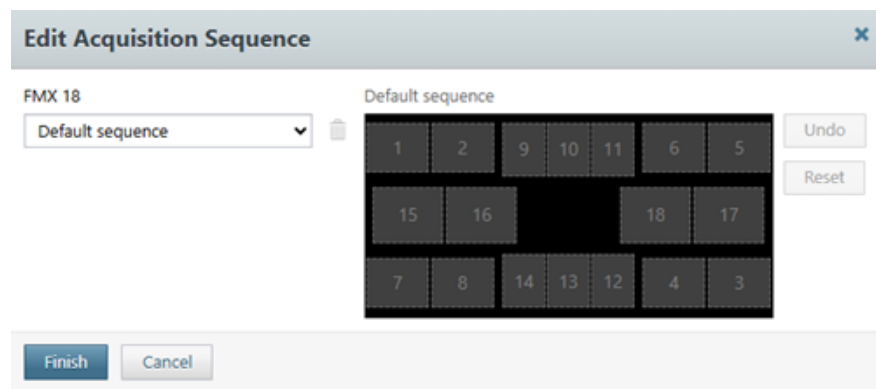 Edit Acquisition Sequence ×
FMX 18
Default sequence
Default sequence
1 2 9 10 11 6 5
15 16 18 17
7 8 14 13 12 4 3
Undo
Reset
Finish Cancel